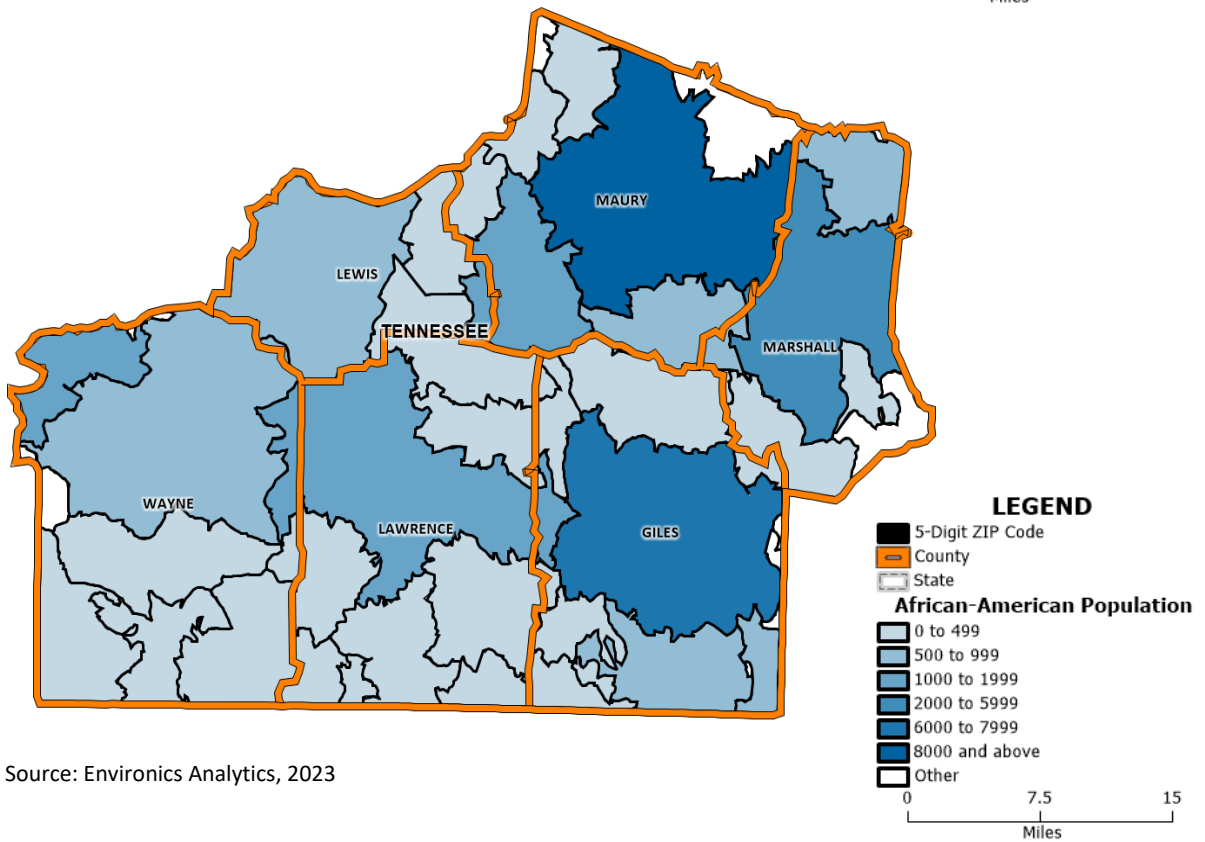 Miles
MAURY
LEWIS
TENNESSEE
MARSHALL
WAYNE
LAWRENCE
GILES
LEGEND
5-Digit ZIP Code
County
State
African-American Population
0 to 499
500 to 999
1000 to 1999
2000 to 5999
6000 to 7999
8000 and above
Other
Source: Environics Analytics, 2023
0 7.5 15
Miles